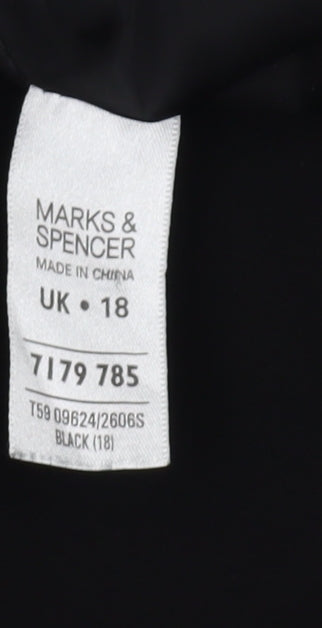 MARKS &
SPENCER
MADE IN CHINA
UK • 18
7179 785
T59 09624/2606S
BLACK (18)